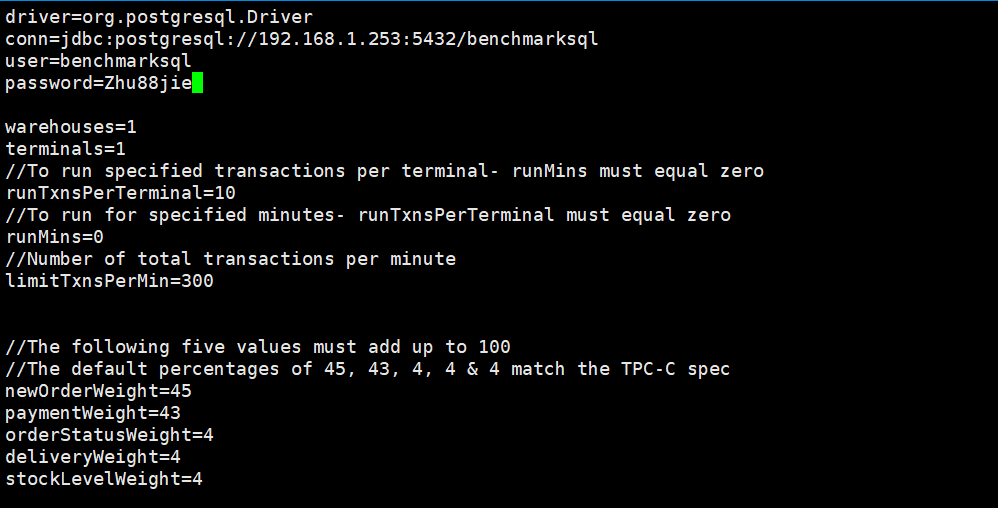 driver=org.postgresql.Driver
conn=jdbc:postgresql://192.168.1.253:5432/benchmarksql
user=benchmarksql
password=Zhu88jie
warehouses=1
terminals=1
//To run specified transactions per terminal- runMins must equal zero
runTxnsPerTerminal=10
//To run for specified minutes- runTxnsPerTerminal must equal zero
runMins=0
//Number of total transactions per minute
limitTxnsPerMin=300
//The following five values must add up to 100
//The default percentages of 45, 43, 4, 4 & 4 match the TPC-C spec
newOrderWeight=45
paymentWeight=43
orderStatusWeight=4
deliveryWeight=4
stockLevelWeight=4